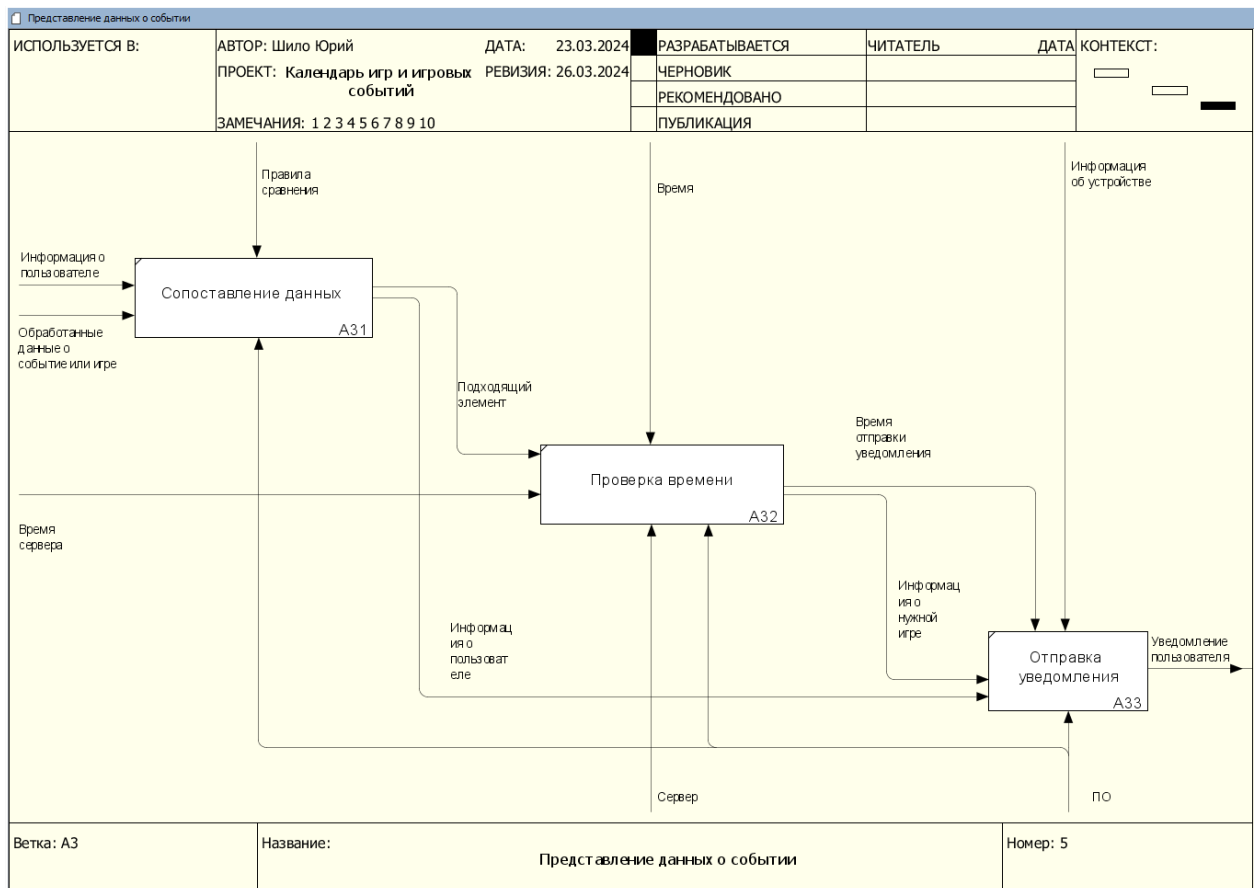 Представление данных о событии
ИСПОЛЬЗУЕТСЯ В:
АВТОР: Шило Юрий
ДАТА: 23.03.2024
РАЗРАБАТЫВАЕТСЯ
ЧИТАТЕЛЬ
ДАТА
КОНТЕКСТ:
ПРОЕКТ: Календарь игр и игровых
событий
РЕВИЗИЯ: 26.03.2024
ЧЕРНОВИК
РЕКОМЕНДОВАНО
ЗАМЕЧАНИЯ: 1 2 3 4 5 6 7 8 9 10
ПУБЛИКАЦИЯ
Правила
сравнения
Время
Информация
об устройстве
Информация о
пользователе
Сопоставление данных
A31
Обработанные
данные о
событие или игре
Подходящий
элемент
Время
отправки
уведомления
Проверка времени
A32
Время
сервера
Информац
ия о
нужной
игре
Информац
ия о
пользоват
еле
Отправка
уведомления
A33
Уведомление
пользователя
Сервер
ПО
Ветка: A3
Название:
Представление данных о событии
Номер: 5